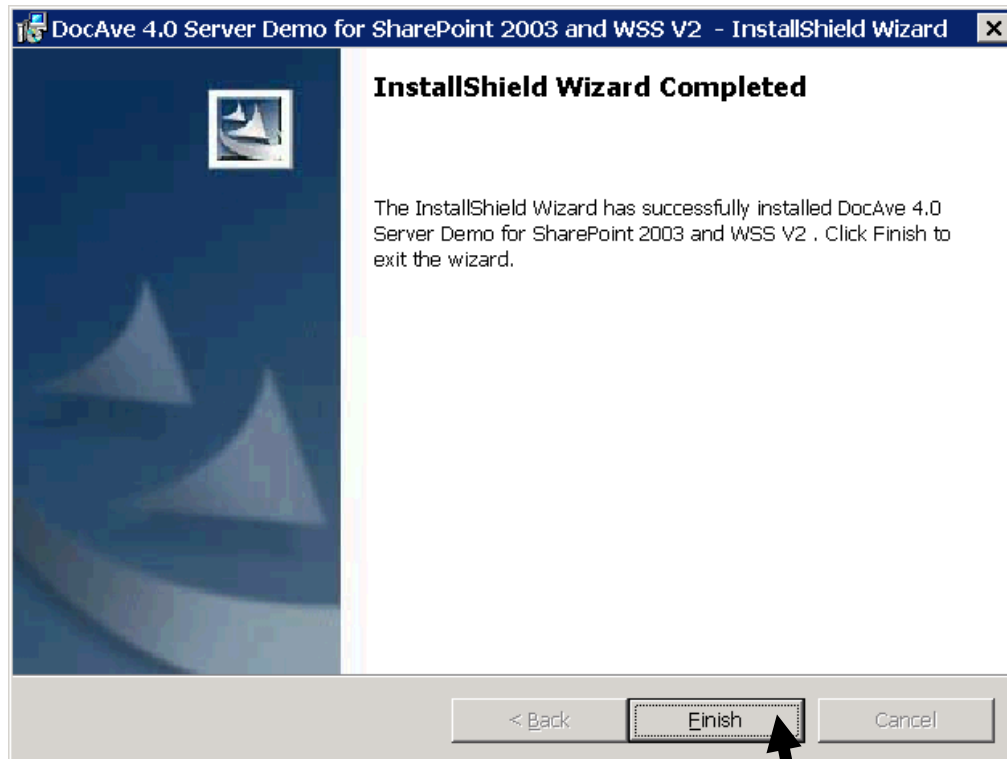 DocAve 4.0 Server Demo for SharePoint 2003 and WSS V2 - InstallShield Wizard
InstallShield Wizard Completed
The InstallShield Wizard has successfully installed DocAve 4.0
Server Demo for SharePoint 2003 and WSS V2 . Click Finish to
exit the wizard.
< Back Finish Cancel